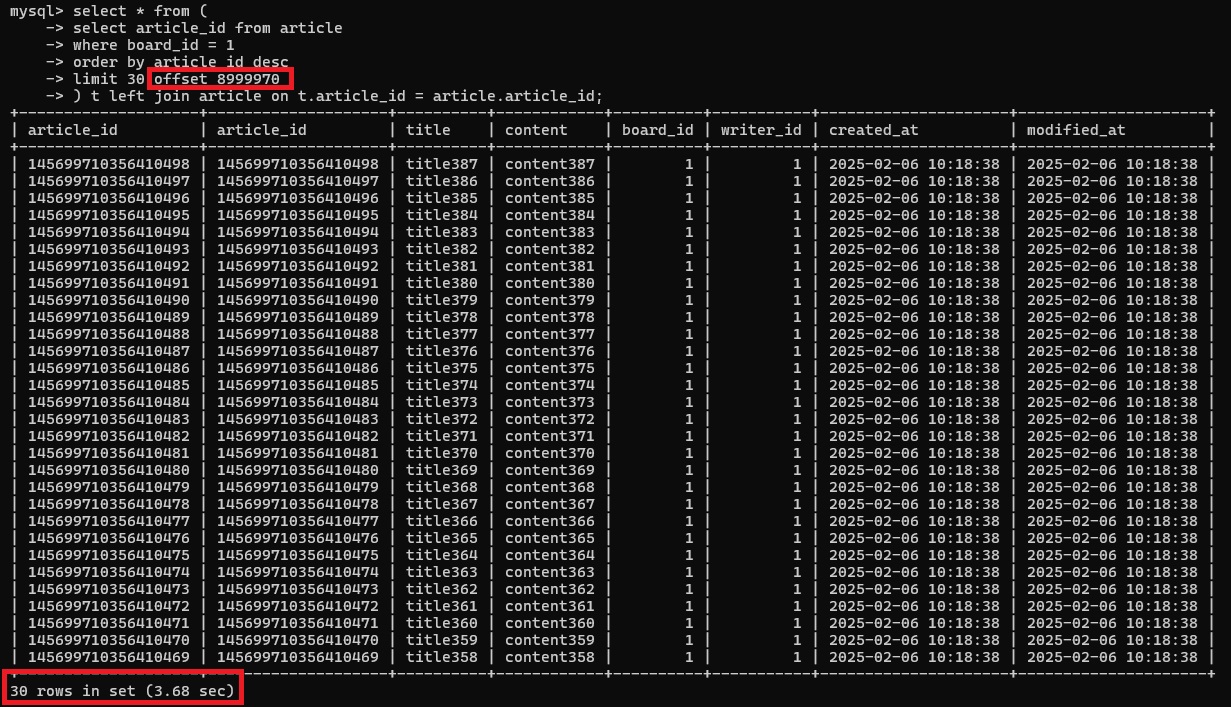 mysql> select * from (
    -> select article_id from article
    -> where board_id = 1
    -> order by article_id desc
    -> limit 30 offset 8999970
    -> ) t left join article on t.article_id = article.article_id;
+--------------------+--------------------+----------+------------+----------+-----------+---------------------+---------------------+
| article_id         | article_id         | title    | content    | board_id | writer_id | created_at          | modified_at         |
+--------------------+--------------------+----------+------------+----------+-----------+---------------------+---------------------+
| 145699710356410498 | 145699710356410498 | title387 | content387 |        1 |         1 | 2025-02-06 10:18:38 | 2025-02-06 10:18:38 |
| 145699710356410497 | 145699710356410497 | title386 | content386 |        1 |         1 | 2025-02-06 10:18:38 | 2025-02-06 10:18:38 |
| 145699710356410496 | 145699710356410496 | title385 | content385 |        1 |         1 | 2025-02-06 10:18:38 | 2025-02-06 10:18:38 |
| 145699710356410495 | 145699710356410495 | title384 | content384 |        1 |         1 | 2025-02-06 10:18:38 | 2025-02-06 10:18:38 |
| 145699710356410494 | 145699710356410494 | title383 | content383 |        1 |         1 | 2025-02-06 10:18:38 | 2025-02-06 10:18:38 |
| 145699710356410493 | 145699710356410493 | title382 | content382 |        1 |         1 | 2025-02-06 10:18:38 | 2025-02-06 10:18:38 |
| 145699710356410492 | 145699710356410492 | title381 | content381 |        1 |         1 | 2025-02-06 10:18:38 | 2025-02-06 10:18:38 |
| 145699710356410491 | 145699710356410491 | title380 | content380 |        1 |         1 | 2025-02-06 10:18:38 | 2025-02-06 10:18:38 |
| 145699710356410490 | 145699710356410490 | title379 | content379 |        1 |         1 | 2025-02-06 10:18:38 | 2025-02-06 10:18:38 |
| 145699710356410489 | 145699710356410489 | title378 | content378 |        1 |         1 | 2025-02-06 10:18:38 | 2025-02-06 10:18:38 |
| 145699710356410488 | 145699710356410488 | title377 | content377 |        1 |         1 | 2025-02-06 10:18:38 | 2025-02-06 10:18:38 |
| 145699710356410487 | 145699710356410487 | title376 | content376 |        1 |         1 | 2025-02-06 10:18:38 | 2025-02-06 10:18:38 |
| 145699710356410486 | 145699710356410486 | title375 | content375 |        1 |         1 | 2025-02-06 10:18:38 | 2025-02-06 10:18:38 |
| 145699710356410485 | 145699710356410485 | title374 | content374 |        1 |         1 | 2025-02-06 10:18:38 | 2025-02-06 10:18:38 |
| 145699710356410484 | 145699710356410484 | title373 | content373 |        1 |         1 | 2025-02-06 10:18:38 | 2025-02-06 10:18:38 |
| 145699710356410483 | 145699710356410483 | title372 | content372 |        1 |         1 | 2025-02-06 10:18:38 | 2025-02-06 10:18:38 |
| 145699710356410482 | 145699710356410482 | title371 | content371 |        1 |         1 | 2025-02-06 10:18:38 | 2025-02-06 10:18:38 |
| 145699710356410481 | 145699710356410481 | title370 | content370 |        1 |         1 | 2025-02-06 10:18:38 | 2025-02-06 10:18:38 |
| 145699710356410480 | 145699710356410480 | title369 | content369 |        1 |         1 | 2025-02-06 10:18:38 | 2025-02-06 10:18:38 |
| 145699710356410479 | 145699710356410479 | title368 | content368 |        1 |         1 | 2025-02-06 10:18:38 | 2025-02-06 10:18:38 |
| 145699710356410478 | 145699710356410478 | title367 | content367 |        1 |         1 | 2025-02-06 10:18:38 | 2025-02-06 10:18:38 |
| 145699710356410477 | 145699710356410477 | title366 | content366 |        1 |         1 | 2025-02-06 10:18:38 | 2025-02-06 10:18:38 |
| 145699710356410476 | 145699710356410476 | title365 | content365 |        1 |         1 | 2025-02-06 10:18:38 | 2025-02-06 10:18:38 |
| 145699710356410475 | 145699710356410475 | title364 | content364 |        1 |         1 | 2025-02-06 10:18:38 | 2025-02-06 10:18:38 |
| 145699710356410474 | 145699710356410474 | title363 | content363 |        1 |         1 | 2025-02-06 10:18:38 | 2025-02-06 10:18:38 |
| 145699710356410473 | 145699710356410473 | title362 | content362 |        1 |         1 | 2025-02-06 10:18:38 | 2025-02-06 10:18:38 |
| 145699710356410472 | 145699710356410472 | title361 | content361 |        1 |         1 | 2025-02-06 10:18:38 | 2025-02-06 10:18:38 |
| 145699710356410471 | 145699710356410471 | title360 | content360 |        1 |         1 | 2025-02-06 10:18:38 | 2025-02-06 10:18:38 |
| 145699710356410470 | 145699710356410470 | title359 | content359 |        1 |         1 | 2025-02-06 10:18:38 | 2025-02-06 10:18:38 |
| 145699710356410469 | 145699710356410469 | title358 | content358 |        1 |         1 | 2025-02-06 10:18:38 | 2025-02-06 10:18:38 |
+--------------------+--------------------+----------+------------+----------+-----------+---------------------+---------------------+
30 rows in set (3.68 sec)